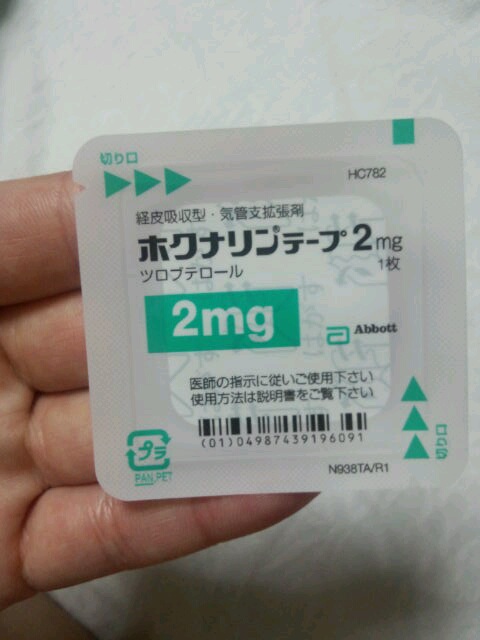 切り口
HC782
経皮吸収型・気管支拡張剤
ホクナリン®テープ2mg
1枚
ツロブテロール
2mg
Abbott
医師の指示に従いご使用下さい
使用方法は説明書をご覧下さい
(01)04987439196091
切り口
プラ
PAN,PET
N938TA/R1